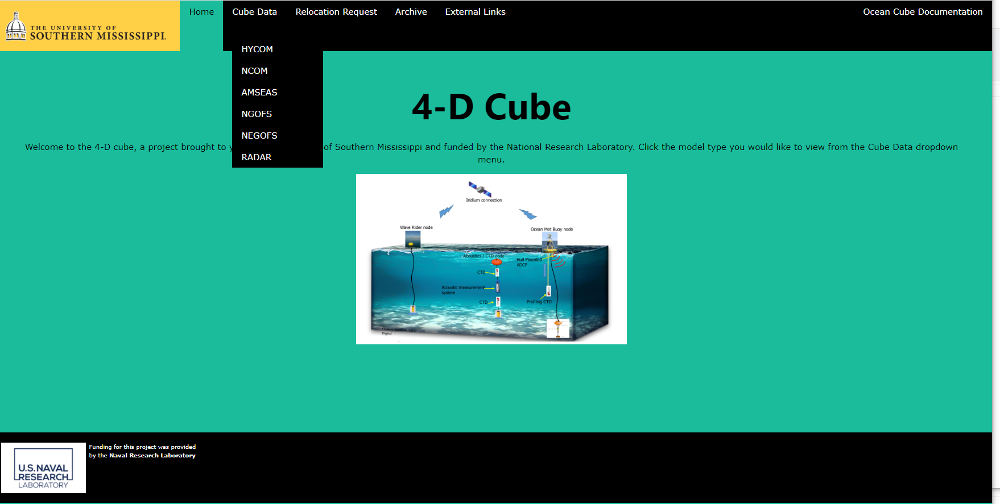 THE UNIVERSITY OF
SOUTHERN MISSISSIPPI.
Home
Cube Data
Relocation Request
Archive
External Links
Ocean Cube Documentation
HYCOM
NCOM
AMSEAS
NGOFS
NEGOFS
RADAR
4-D Cube
Welcome to the 4-D cube, a project brought to of Southern Mississippi and funded by the National Research Laboratory. Click the model type you would like to view from the Cube Data dropdown
menu.
Iridium connection
Wave Rider node
Ocean Met Buoy node
Acoustics / CTD node
Hull Mounted
ADCP
CTD
Acoustic measurement
system
CTD
Profiling CTD
Digital
U.S. NAVAL
RESEARCH
LABORATORY
Funding for this project was provided
by the Naval Research Laboratory